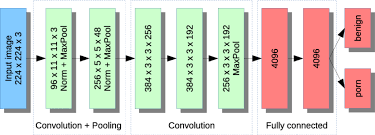 Input image
224 x 224 x 3
96 x 11 x 11 x 3
Norm + MaxPool
256 x 5 x 5 x 48
Norm + MaxPool
384 x 3 x 3 x 256
384 x 3 x 3 x 192
256 x 3 x 3 x 192
MaxPool
4096
4096
benign
porn
Convolution + Pooling
Convolution
Fully connected